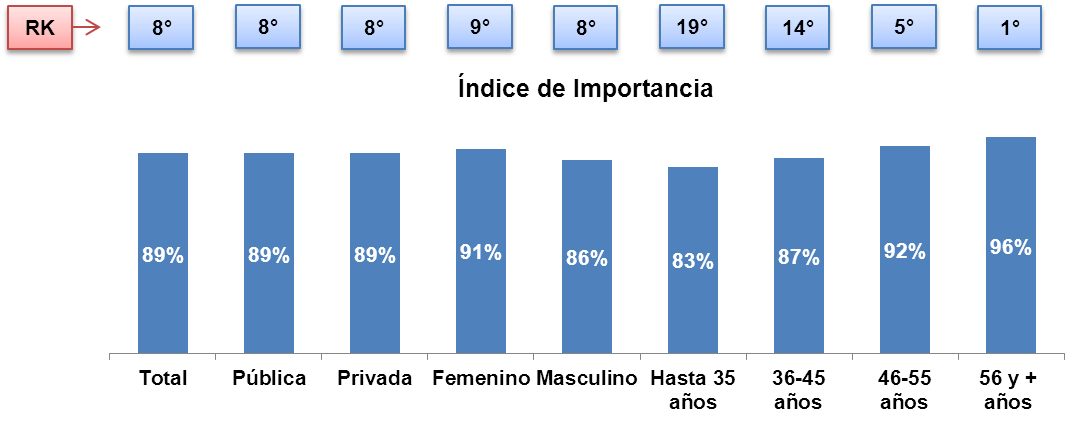 RK 8° 8° 8° 9° 8° 19° 14° 5° 1°
Índice de Importancia
89% 89% 89% 91% 86% 83% 87% 92% 96%
Total Pública Privada Femenino Masculino Hasta 35 años 36-45 años 46-55 años 56 y + años